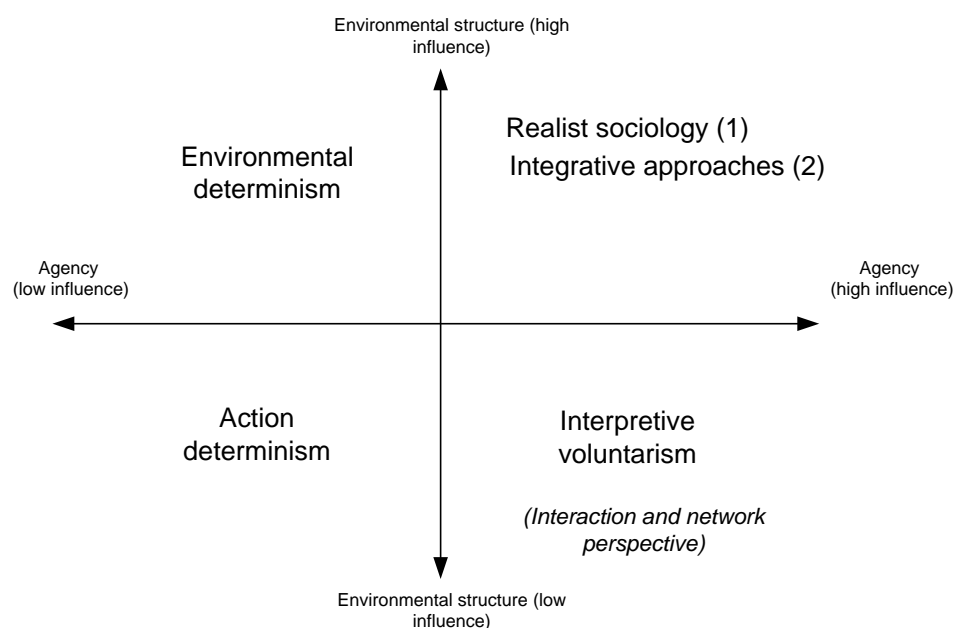 Environmental structure (high
influence)
Realist sociology (1)
Integrative approaches (2)
Environmental
determinism
Agency
(low influence)
Agency
(high influence)
Action
determinism
Interpretive
voluntarism
(Interaction and network
perspective)
Environmental structure (low
influence)